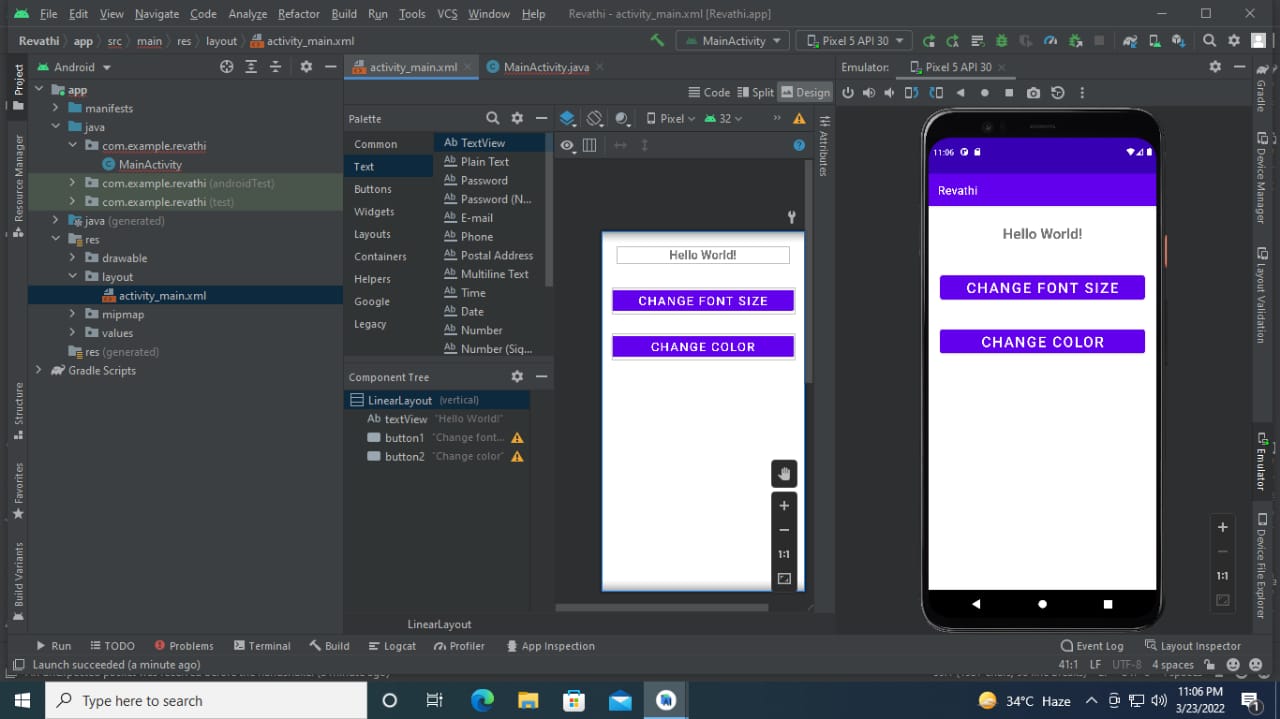 File Edit View Navigate Code Analyze Refactor Build Run Tools VCS Window Help Revathi - activity_main.xml [Revathi.app]
Revathi app src main res layout activity_main.xml MainActivity Pixel 5 API 30
Android activity_main.xml MainActivity.java Emulator: Pixel 5 API 30
Project
Resource Manager
Structure
Favorites
Build Variants
app
manifests
java
com.example.revathi
MainActivity
com.example.revathi (androidTest)
com.example.revathi (test)
java (generated)
res
drawable
layout
activity_main.xml
mipmap
values
res (generated)
Gradle Scripts
Code Split Design
Palette
Common
Text
Buttons
Widgets
Layouts
Containers
Helpers
Google
Legacy
Ab TextView
Ab Plain Text
Ab Password
Ab Password (N...
Ab E-mail
Ab Phone
Ab Postal Address
Ab Multiline Text
Ab Time
Ab Date
Ab Number
Ab Number (Sig...
Component Tree
LinearLayout (vertical)
Ab textView "Hello World!"
button1 "Change font...
button2 "Change color"
Pixel 32 >>
Attributes
Hello World!
CHANGE FONT SIZE
CHANGE COLOR
1:1
LinearLayout
11:06
Revathi
Hello World!
CHANGE FONT SIZE
CHANGE COLOR
1:1
Gradle
Device Manager
Layout Validation
Emulator
Device File Explorer
Run TODO Problems Terminal Build Logcat Profiler App Inspection Event Log Layout Inspector
Launch succeeded (a minute ago) 41:1 LF UTF-8 4 spaces
Type here to search 34°C Haze 11:06 PM
3/23/2022
1